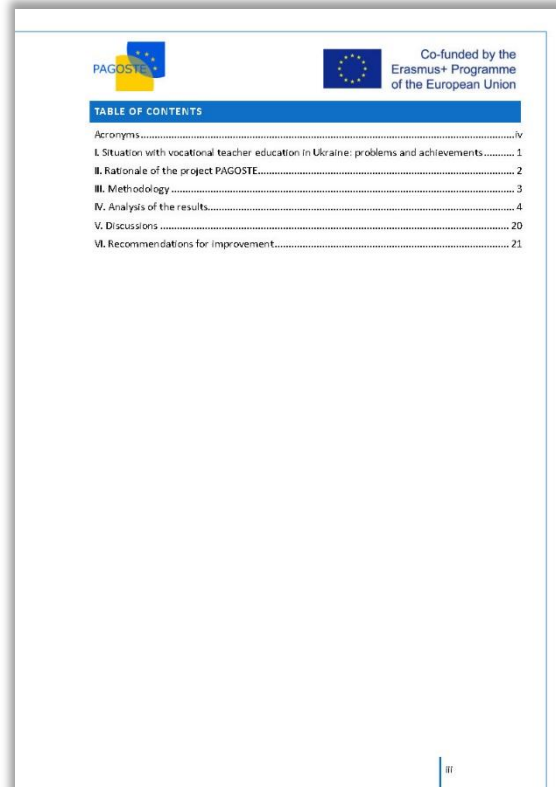 PAGOSTE
Co-funded by the
Erasmus+ Programme
of the European Union
TABLE OF CONTENTS
Acronyms.......................................................................iv
I. Situation with vocational teacher education in Ukraine: problems and achievements........... 1
II. Rationale of the project PAGOSTE....................................................... 2
III. Methodology ....................................................................... 3
IV. Analysis of the results................................................................ 4
V. Discussions ....................................................................... 20
VI. Recommendations for improvement.................................................. 21
iii